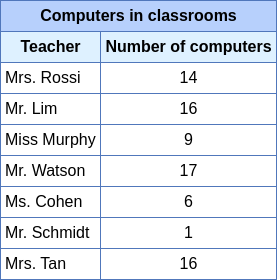 Computers in classrooms
Teacher Number of computers
Mrs. Rossi 14
Mr. Lim 16
Miss Murphy 9
Mr. Watson 17
Ms. Cohen 6
Mr. Schmidt 1
Mrs. Tan 16